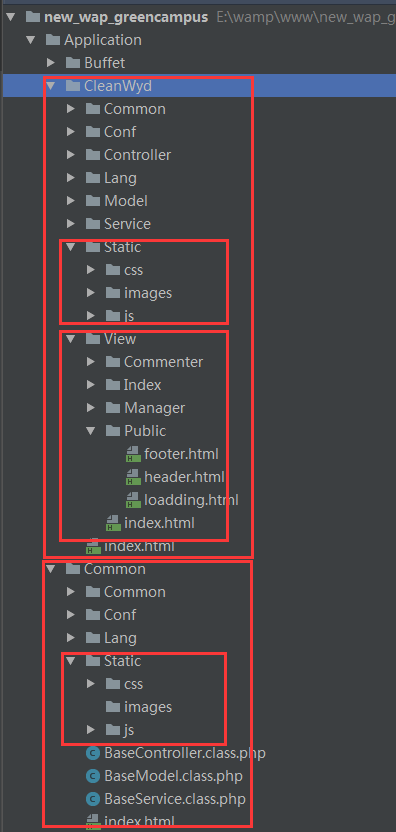 new_wap_greencampus E:\wamp\www\new_wap_g
Application
Buffet
CleanWyd
Common
Conf
Controller
Lang
Model
Service
Static
css
images
js
View
Commenter
Index
Manager
Public
footer.html
header.html
loadding.html
index.html
index.html
Common
Common
Conf
Lang
Static
css
images
js
BaseController.class.php
BaseModel.class.php
BaseService.class.php
index.html